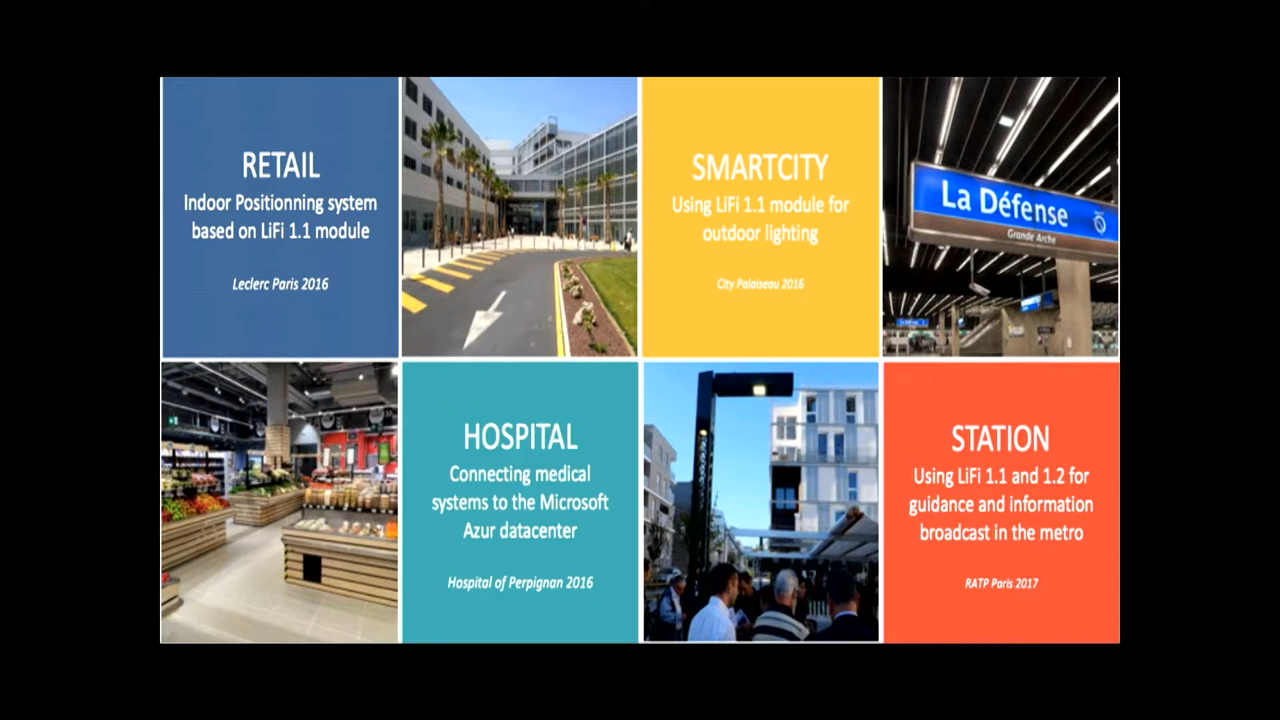 RETAIL
Indoor Positionning system
based on LiFi 1.1 module
Leclerc Paris 2016
SMARTCITY
Using LiFi 1.1 module for
outdoor lighting
City Palaiseau 2016
La Défense
Grande Arche
HOSPITAL
Connecting medical
systems to the Microsoft
Azur datacenter
Hospital of Perpignan 2016
STATION
Using LiFi 1.1 and 1.2 for
guidance and information
broadcast in the metro
RATP Paris 2017